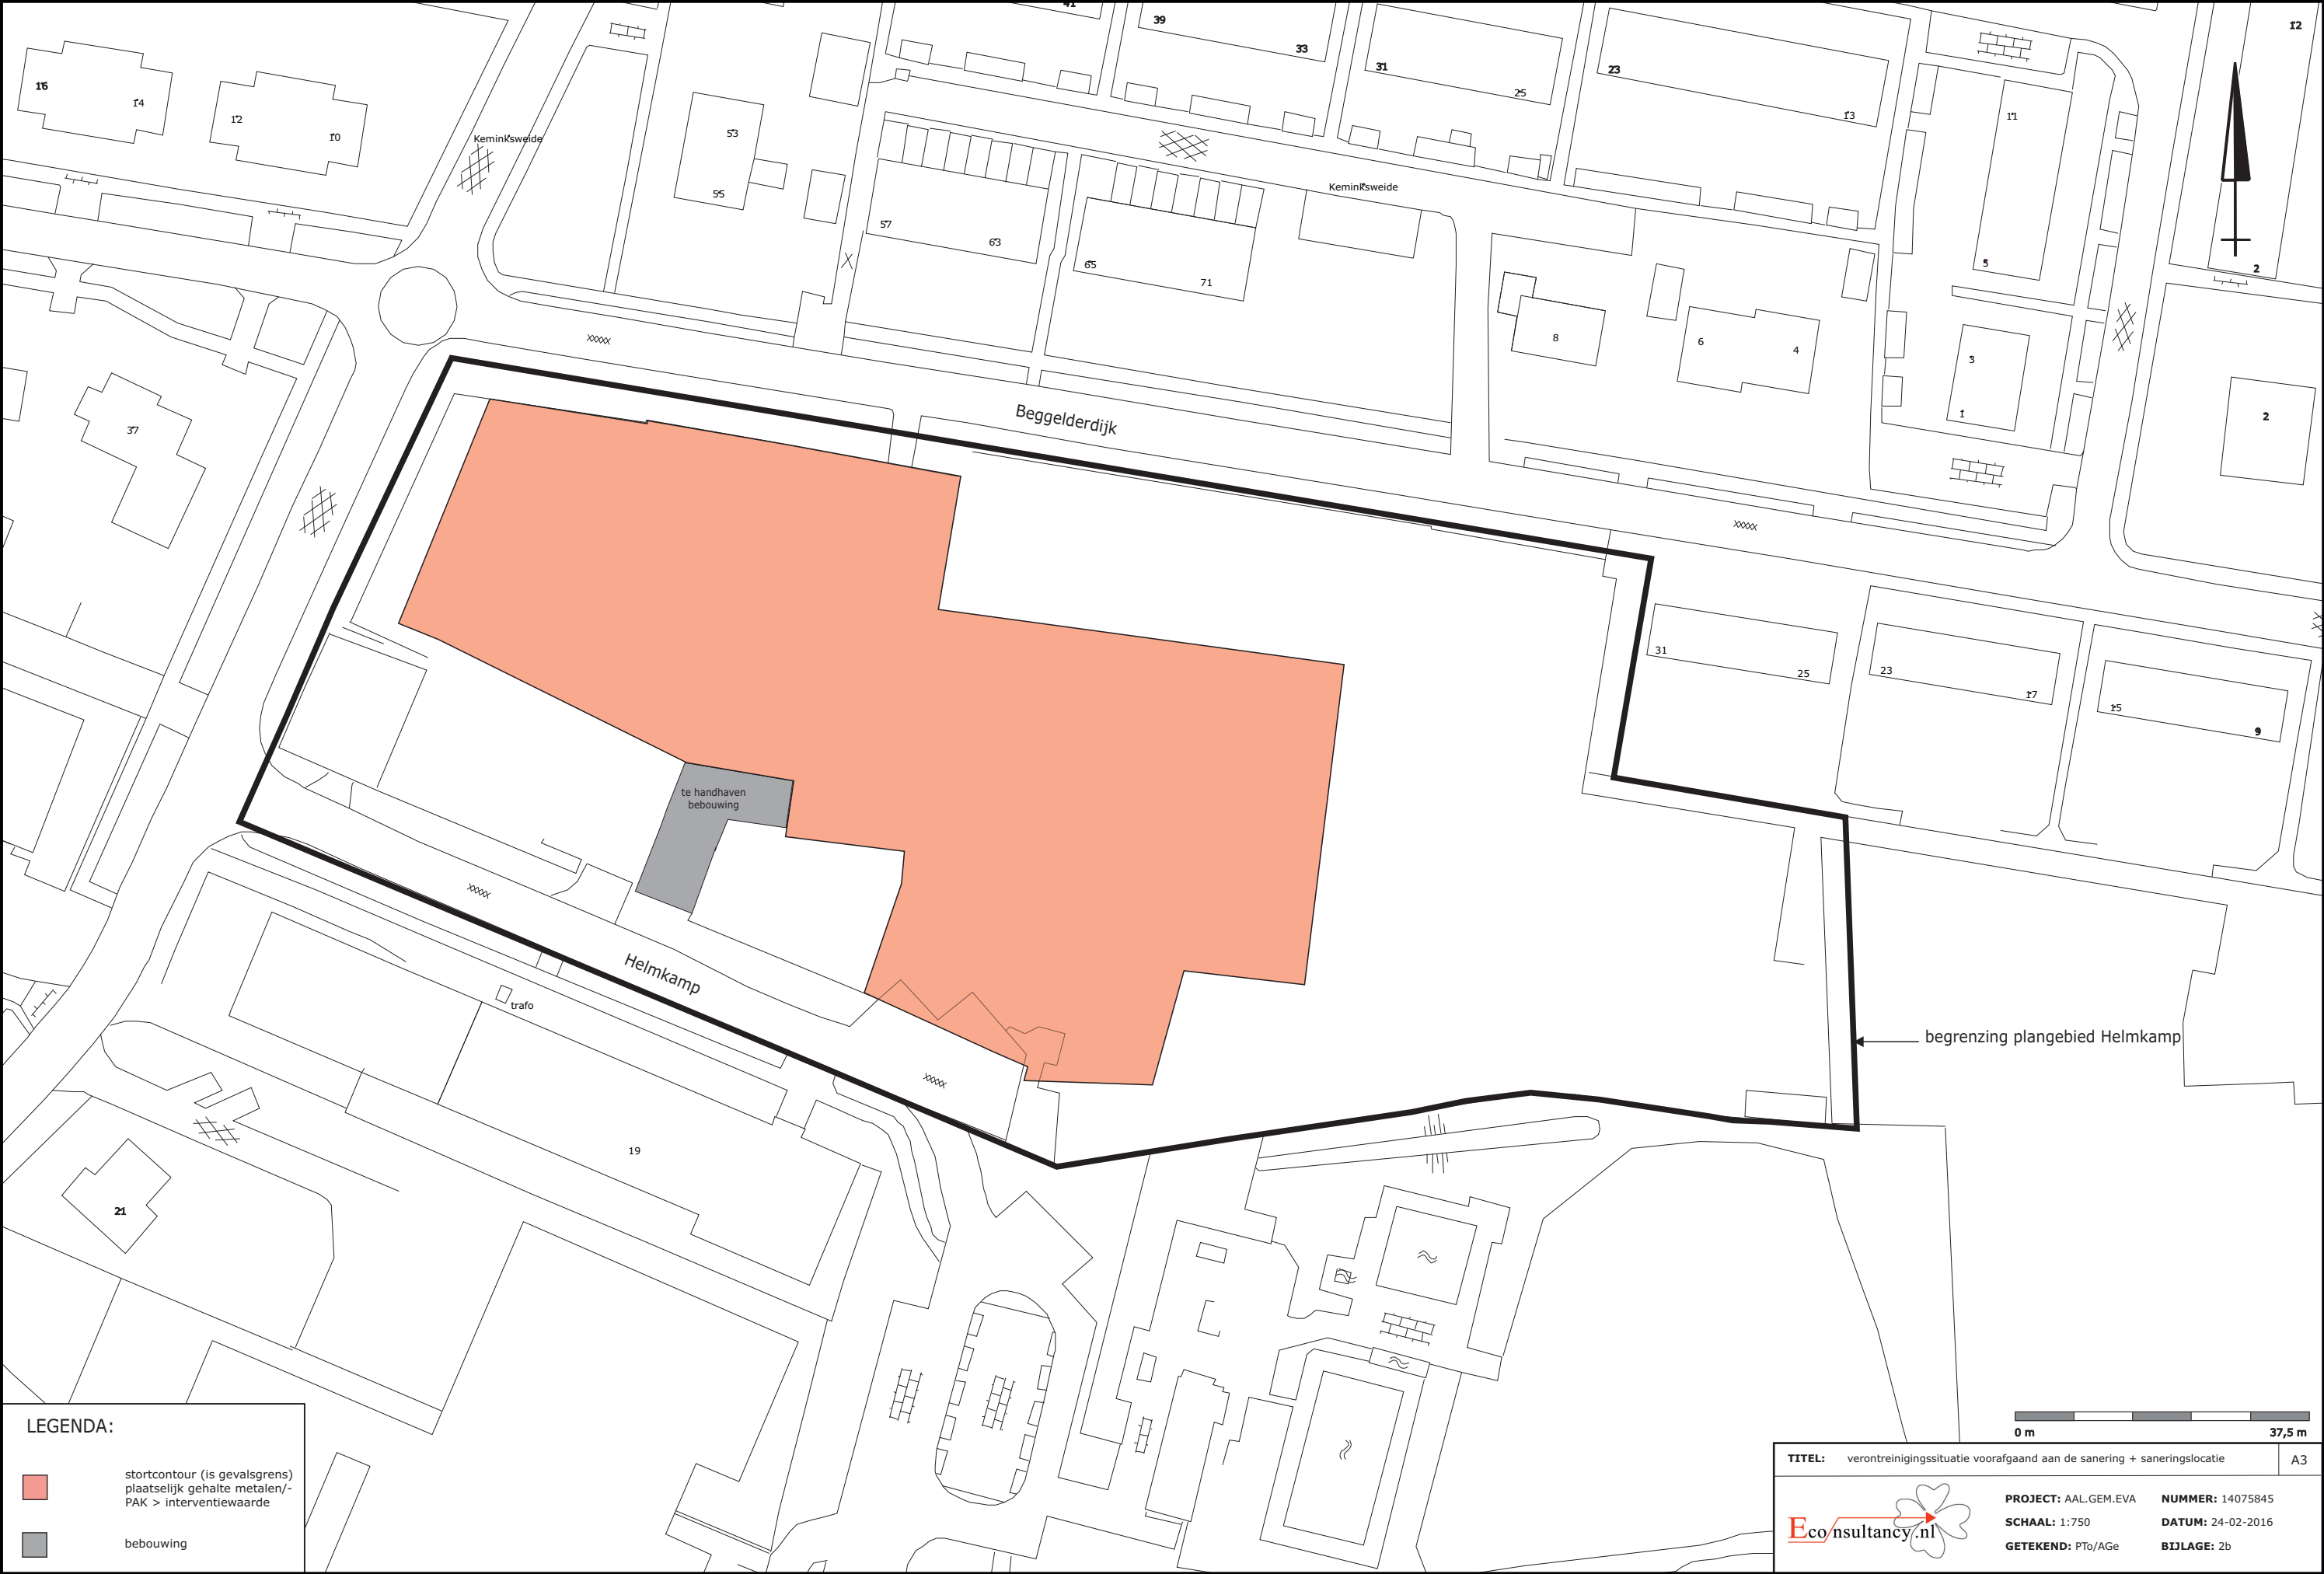 41
39
33
31
25
23
13
12
16
14
12
10
Keminksweide
53
55
57
63
65
71
Keminksweide
11
5
2
8
6
4
3
1
2
37
Beggelderdijk
31
25
23
17
15
9
te handhaven
bebouwing
Helmkamp
trafo
begrenzing plangebied Helmkamp
19
21
LEGENDA:
stortcontour (is gevalsgrens)
plaatselijk gehalte metalen/-
PAK > interventiewaarde
bebouwing
0 m 37,5 m
TITEL: verontreinigingssituatie voorafgaand aan de sanering + saneringslocatie A3
Econsultancy.nl
PROJECT: AAL.GEM.EVA NUMMER: 14075845
SCHAAL: 1:750 DATUM: 24-02-2016
GETEKEND: PTo/AGe BIJLAGE: 2b